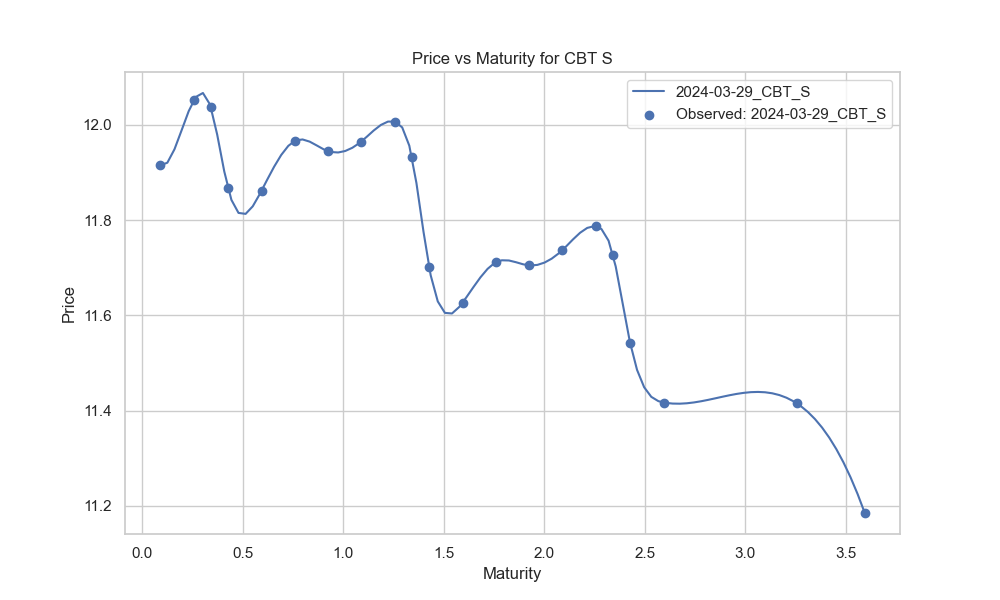 Price vs Maturity for CBT S
2024-03-29_CBT_S
Observed: 2024-03-29_CBT_S
Price
12.0
11.8
11.6
11.4
11.2
0.0 0.5 1.0 1.5 2.0 2.5 3.0 3.5
Maturity